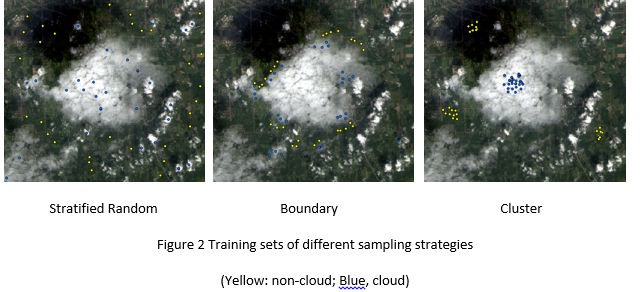 Stratified Random
Boundary
Cluster
Figure 2 Training sets of different sampling strategies
(Yellow: non-cloud; Blue, cloud)